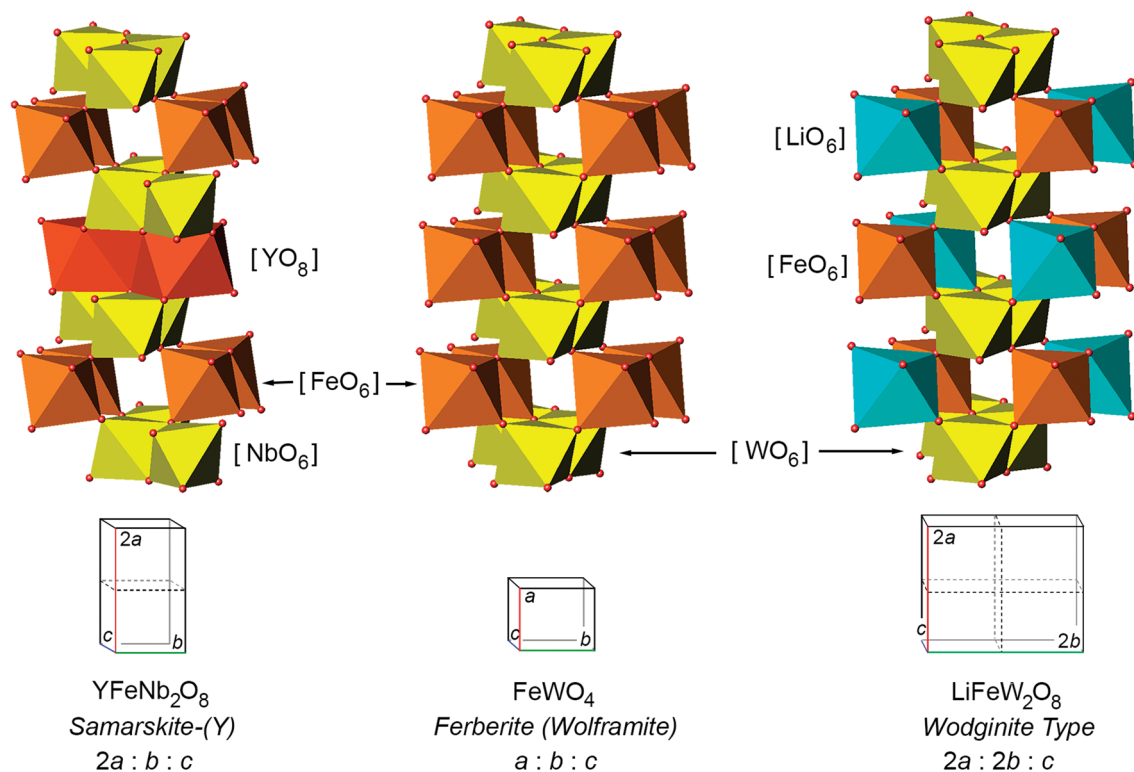 [LiO6]
[YO8]
[FeO6]
[FeO6]
[NbO6]
[WO6]
2a
c
b
a
c
b
2a
c
2b
YFeNb2O8
Samarskite-(Y)
2a : b : c
FeWO4
Ferberite (Wolframite)
a : b : c
LiFeW2O8
Wodginite Type
2a : 2b : c